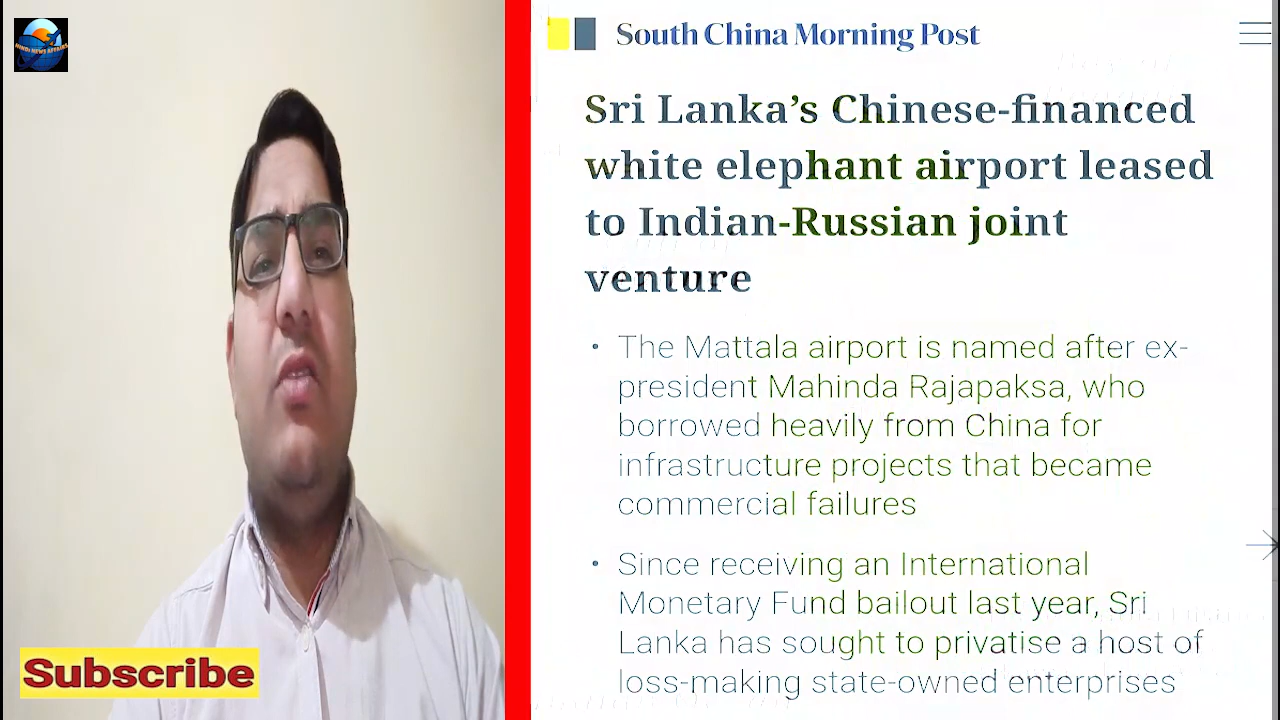 HINDI NEWS AFFAIRS
South China Morning Post
Sri Lanka’s Chinese-financed
white elephant airport leased
to Indian-Russian joint
venture
• The Mattala airport is named after ex-
president Mahinda Rajapaksa, who
borrowed heavily from China for
infrastructure projects that became
commercial failures
• Since receiving an International
Monetary Fund bailout last year, Sri
Lanka has sought to privatise a host of
loss-making state-owned enterprises
Subscribe